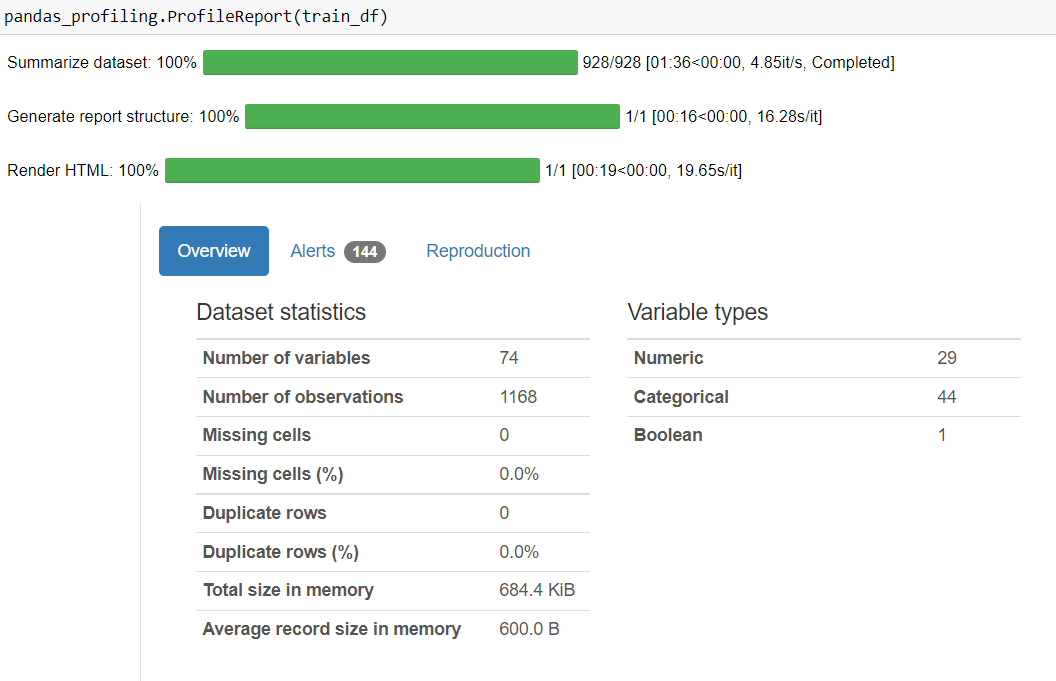 pandas_profiling.ProfileReport(train_df)
Summarize dataset: 100% 928/928 [01:36<00:00, 4.85it/s, Completed]
Generate report structure: 100% 1/1 [00:16<00:00, 16.28s/it]
Render HTML: 100% 1/1 [00:19<00:00, 19.65s/it]
Overview Alerts 144 Reproduction
Dataset statistics
Number of variables 74
Number of observations 1168
Missing cells 0
Missing cells (%) 0.0%
Duplicate rows 0
Duplicate rows (%) 0.0%
Total size in memory 684.4 KiB
Average record size in memory 600.0 B
Variable types
Numeric 29
Categorical 44
Boolean 1